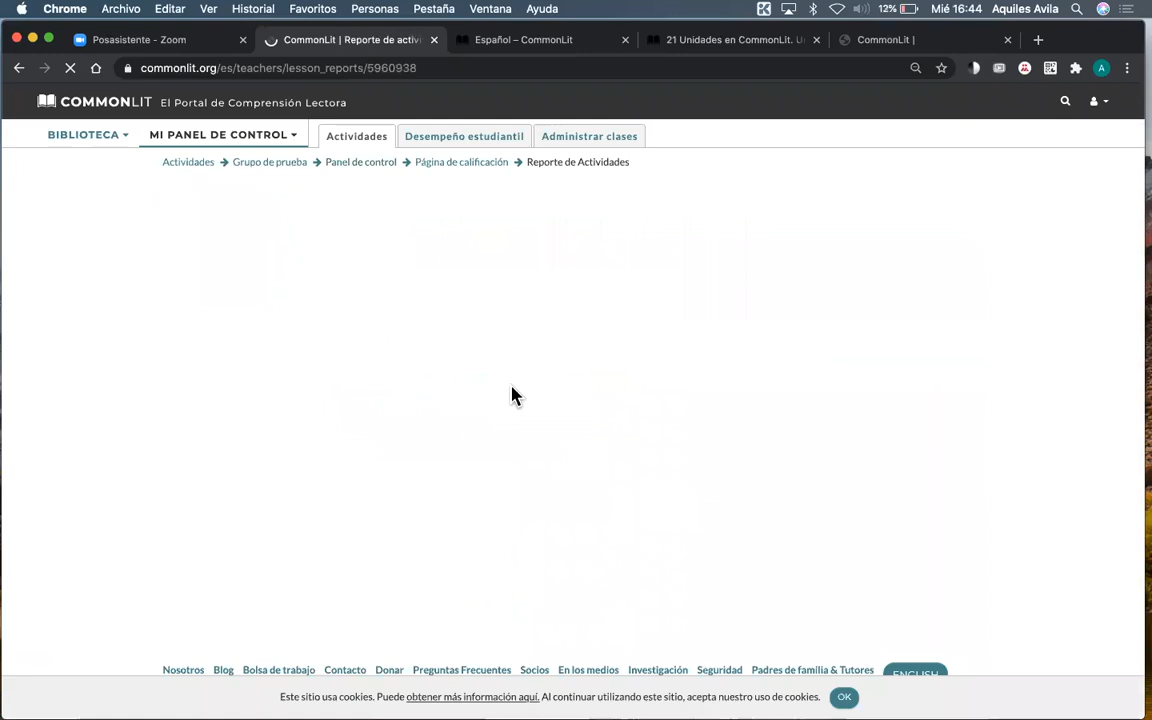 Chrome Archivo Editar Ver Historial Favoritos Personas Pestaña Ventana Ayuda 12% Mié 16:44 Aquiles Avila
Posasistente - Zoom CommonLit | Reporte de activi Español – CommonLit 21 Unidades en CommonLit. U CommonLit |
commonlit.org/es/teachers/lesson_reports/5960938 A
COMMONLIT El Portal de Comprensión Lectora
BIBLIOTECA MI PANEL DE CONTROL Actividades Desempeño estudiantil Administrar clases
Actividades → Grupo de prueba → Panel de control → Página de calificación → Reporte de Actividades
Nosotros Blog Bolsa de trabajo Contacto Donar Preguntas Frecuentes Socios En los medios Investigación Seguridad Padres de familia & Tutores ENGLISH
Este sitio usa cookies. Puede obtener más información aquí. Al continuar utilizando este sitio, acepta nuestro uso de cookies. OK